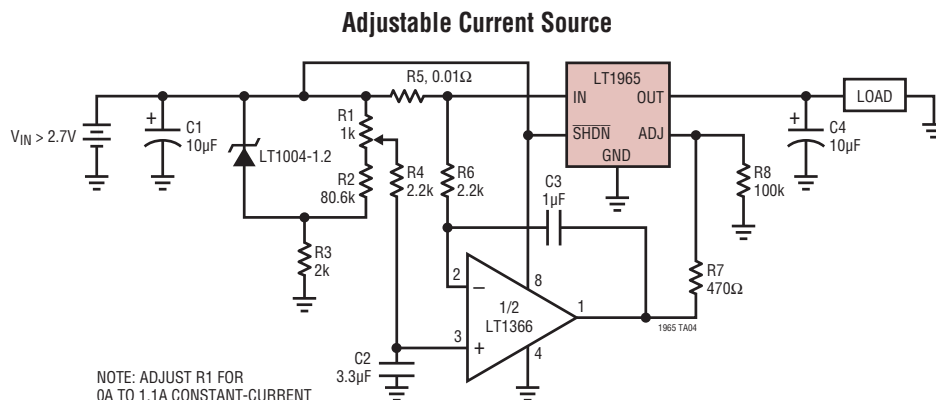 Adjustable Current Source
R5, 0.01Ω
LT1965
IN
OUT
LOAD
R1
1k
SHDN
ADJ
VIN > 2.7V
C1
10µF
C4
10µF
LT1004-1.2
GND
R2
80.6k
R4
2.2k
R6
2.2k
C3
1µF
R8
100k
R3
2k
R7
470Ω
2
8
1/2
LT1366
1
1965 TA04
3
4
–
+
+
+
C2
3.3µF
NOTE: ADJUST R1 FOR
0A TO 1.1A CONSTANT-CURRENT